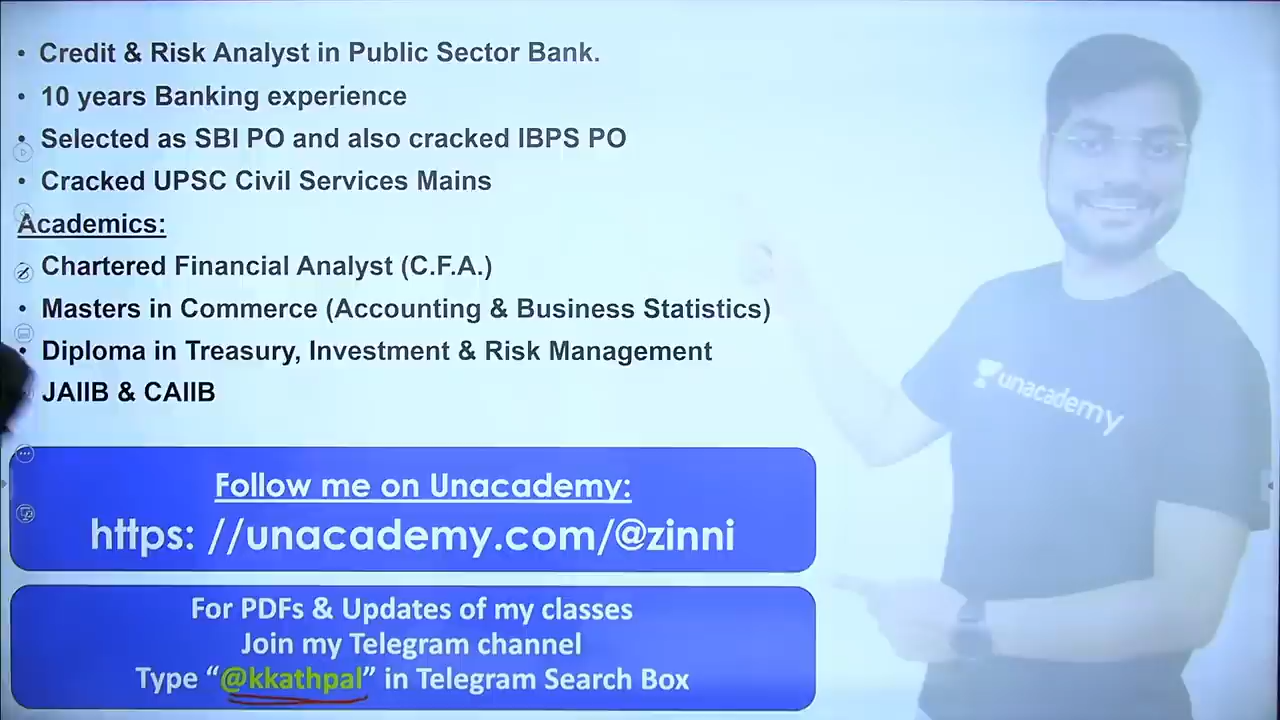 • Credit & Risk Analyst in Public Sector Bank.
• 10 years Banking experience
• Selected as SBI PO and also cracked IBPS PO
• Cracked UPSC Civil Services Mains
Academics:
Chartered Financial Analyst (C.F.A.)
• Masters in Commerce (Accounting & Business Statistics)
• Diploma in Treasury, Investment & Risk Management
JAIIB & CAIIB
unacademy
Follow me on Unacademy:
https: //unacademy.com/@zinni
For PDFs & Updates of my classes
Join my Telegram channel
Type “@kkathpal” in Telegram Search Box